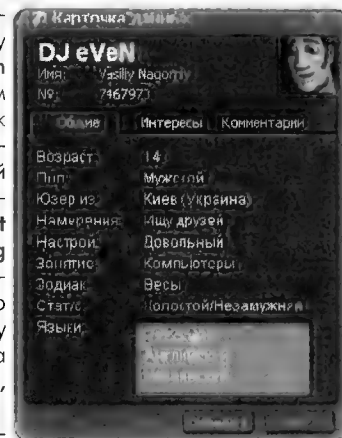 Карточка
DJ eVeN
Имя: Vasiliy Nagorniy
№: 7467973
Общие Интересы Комментарии
Возраст: 14
Пол: Мужской
Юзер из: Киев (Украина)
Намерения: Ищу друзей
Настрой: Довольный
Занятие: Компьютеры
Зодиак: Весы
Статус: Холостой/Незамужняя
Языки: